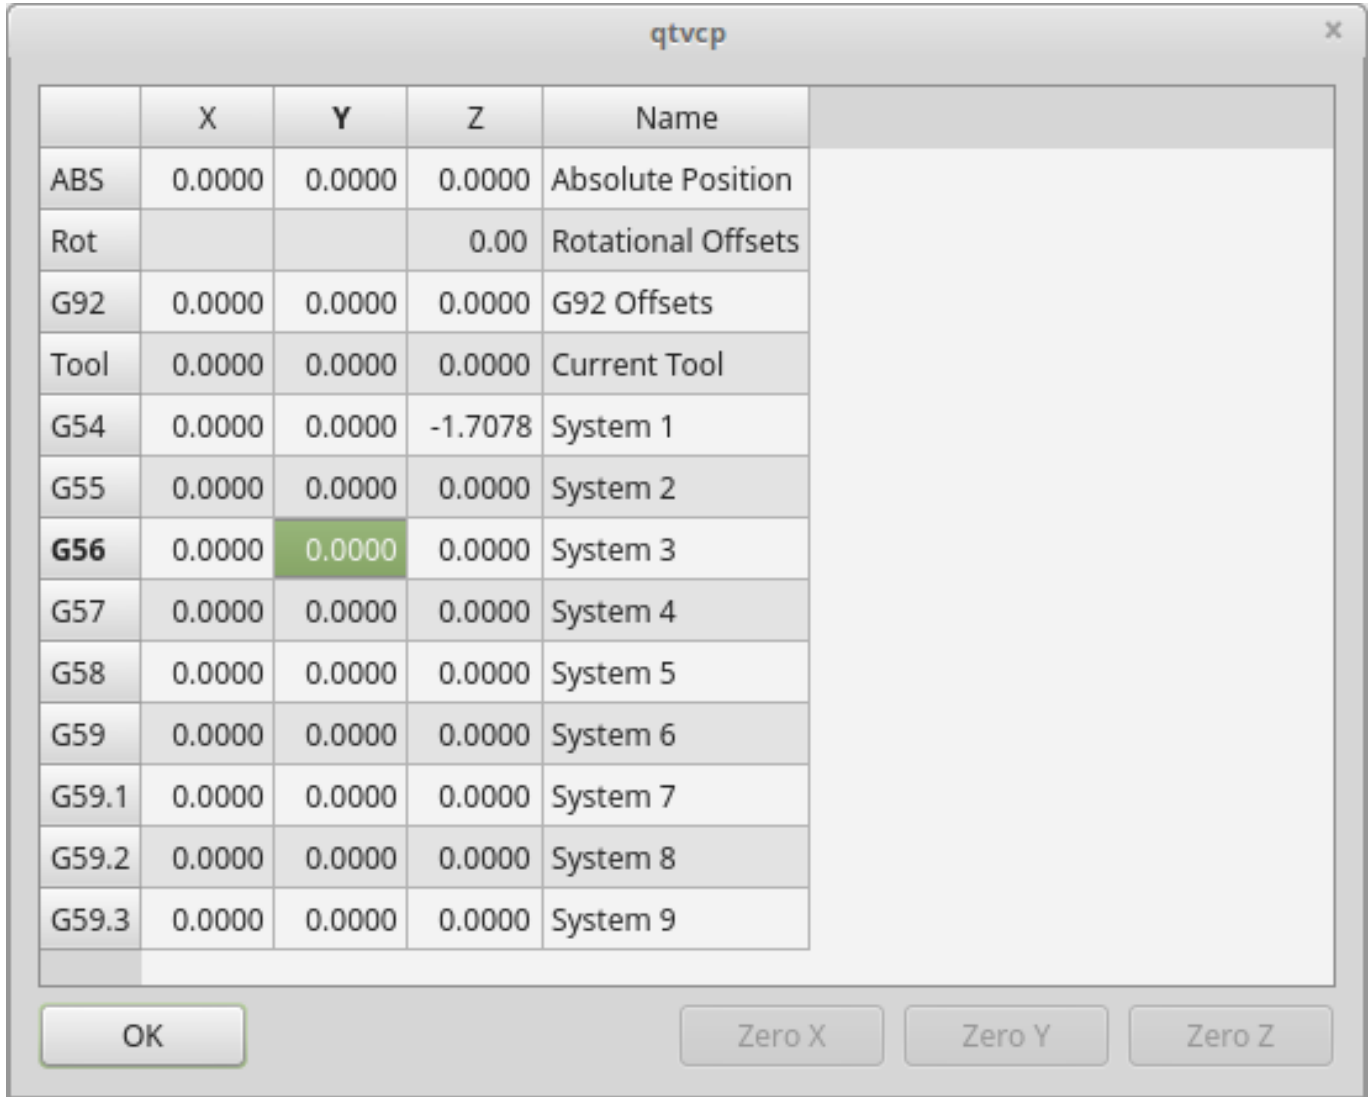 qtvcp ×
X Y Z Name
ABS 0.0000 0.0000 0.0000 Absolute Position
Rot 0.00 Rotational Offsets
G92 0.0000 0.0000 0.0000 G92 Offsets
Tool 0.0000 0.0000 0.0000 Current Tool
G54 0.0000 0.0000 -1.7078 System 1
G55 0.0000 0.0000 0.0000 System 2
G56 0.0000 0.0000 0.0000 System 3
G57 0.0000 0.0000 0.0000 System 4
G58 0.0000 0.0000 0.0000 System 5
G59 0.0000 0.0000 0.0000 System 6
G59.1 0.0000 0.0000 0.0000 System 7
G59.2 0.0000 0.0000 0.0000 System 8
G59.3 0.0000 0.0000 0.0000 System 9
OK Zero X Zero Y Zero Z